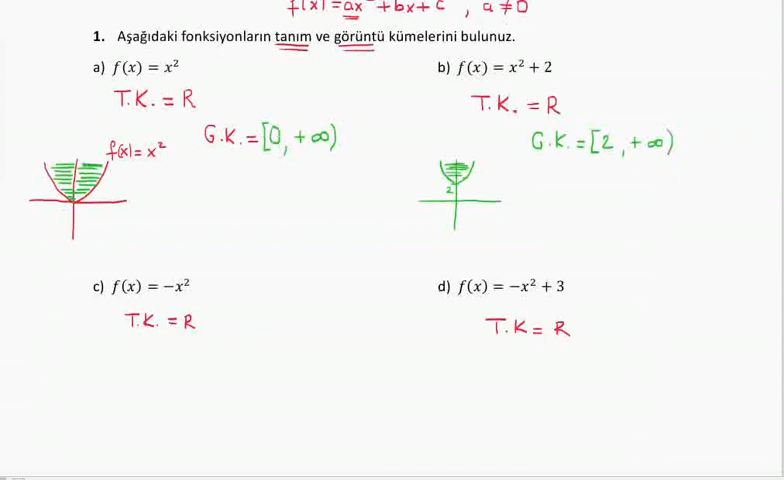 f(x) = ax² + bx + c , a ≠ 0
1. Aşağıdaki fonksiyonların tanım ve görüntü kümelerini bulunuz.
a) f(x) = x²
b) f(x) = x² + 2
T.K. = R
T.K. = R
G.K. = [0, +∞)
G.K. = [2, +∞)
f(x) = x²
2
c) f(x) = −x²
d) f(x) = −x² + 3
T.K. = R
T.K = R